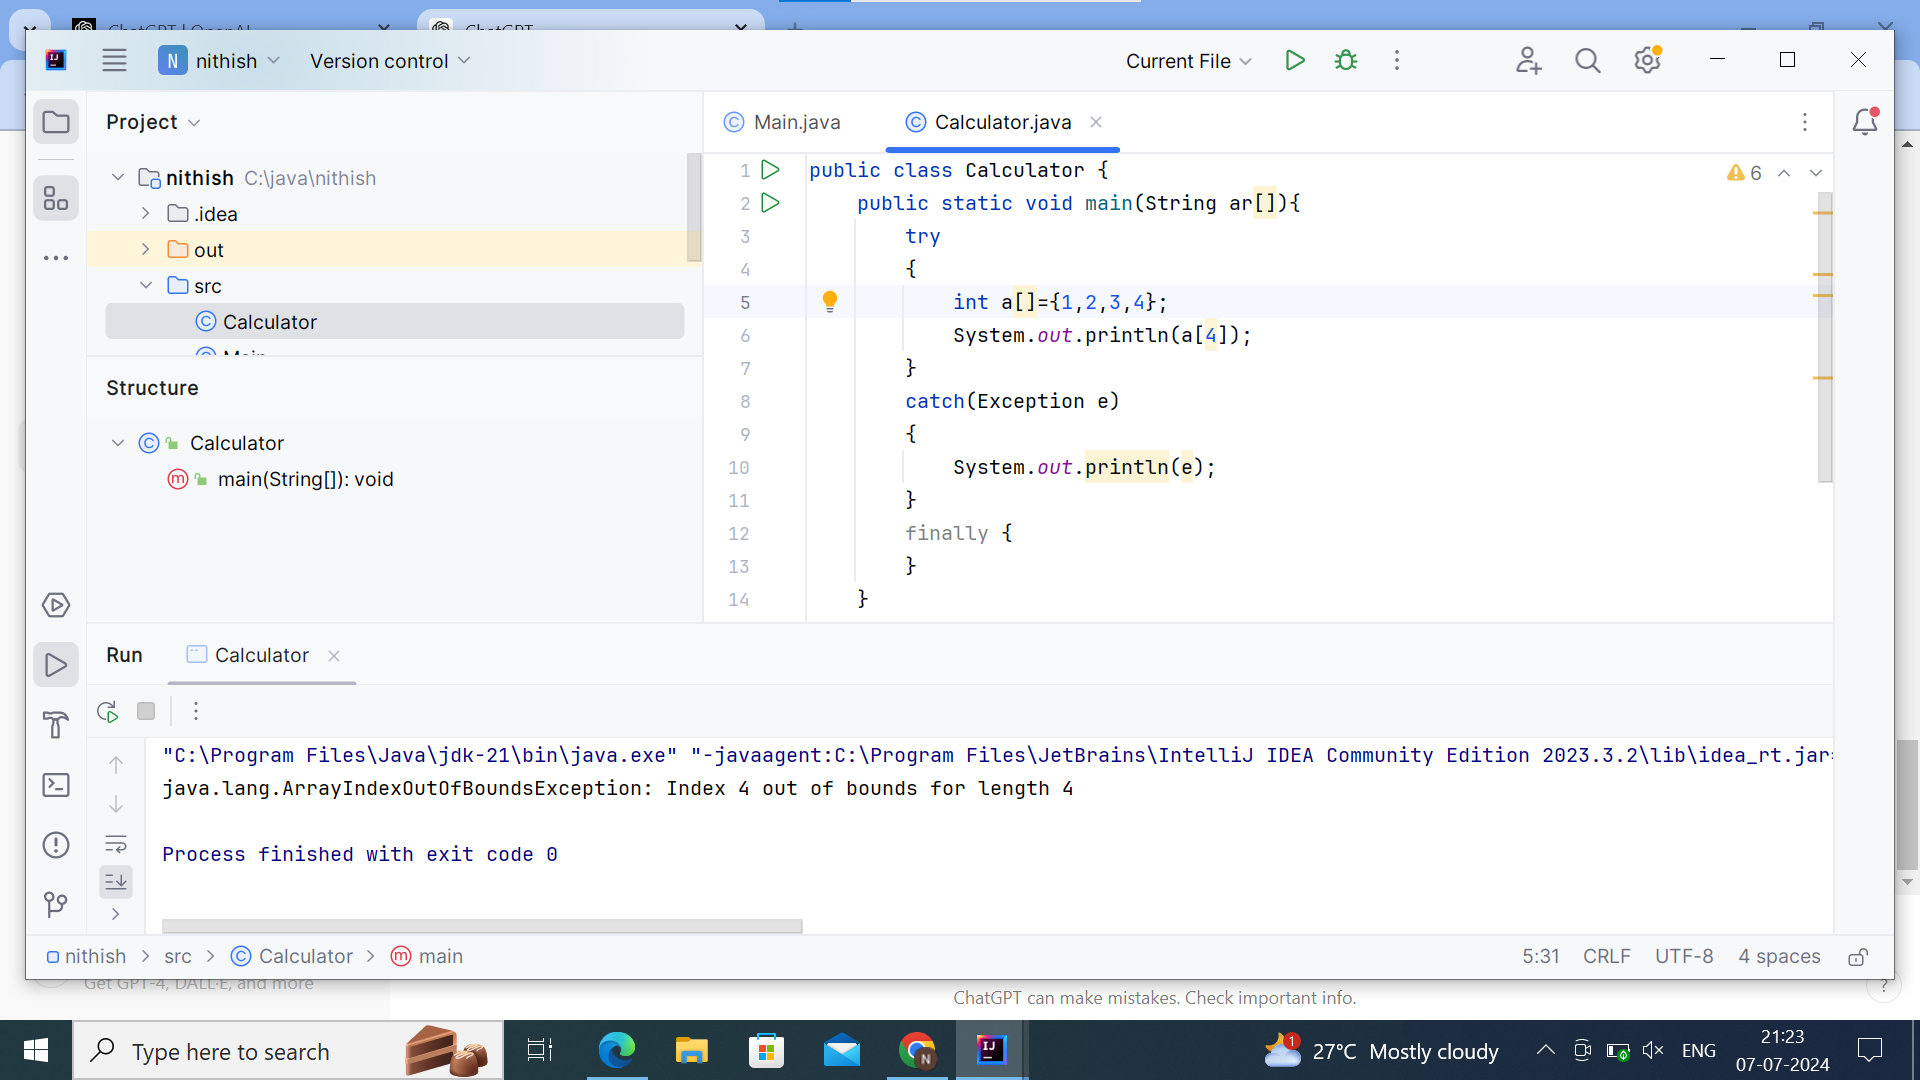 ChatGPT | OpenAI
ChatGPT
N nithish
Version control
Current File
Project
nithish C:\java\nithish
.idea
out
src
Calculator
Main
Structure
Calculator
main(String[]): void
Main.java
Calculator.java
6
1 public class Calculator {
2 public static void main(String ar[]){
3 try
4 {
5 int a[]={1,2,3,4};
6 System.out.println(a[4]);
7 }
8 catch(Exception e)
9 {
10 System.out.println(e);
11 }
12 finally {
13 }
14 }
Run
Calculator
"C:\Program Files\Java\jdk-21\bin\java.exe" "-javaagent:C:\Program Files\JetBrains\IntelliJ IDEA Community Edition 2023.3.2\lib\idea_rt.jar=
java.lang.ArrayIndexOutOfBoundsException: Index 4 out of bounds for length 4
Process finished with exit code 0
nithish > src > Calculator > main
5:31 CRLF UTF-8 4 spaces
Get GPT-4, DALL·E, and more
ChatGPT can make mistakes. Check important info.
?
Type here to search
1
27°C Mostly cloudy
ENG
21:23
07-07-2024